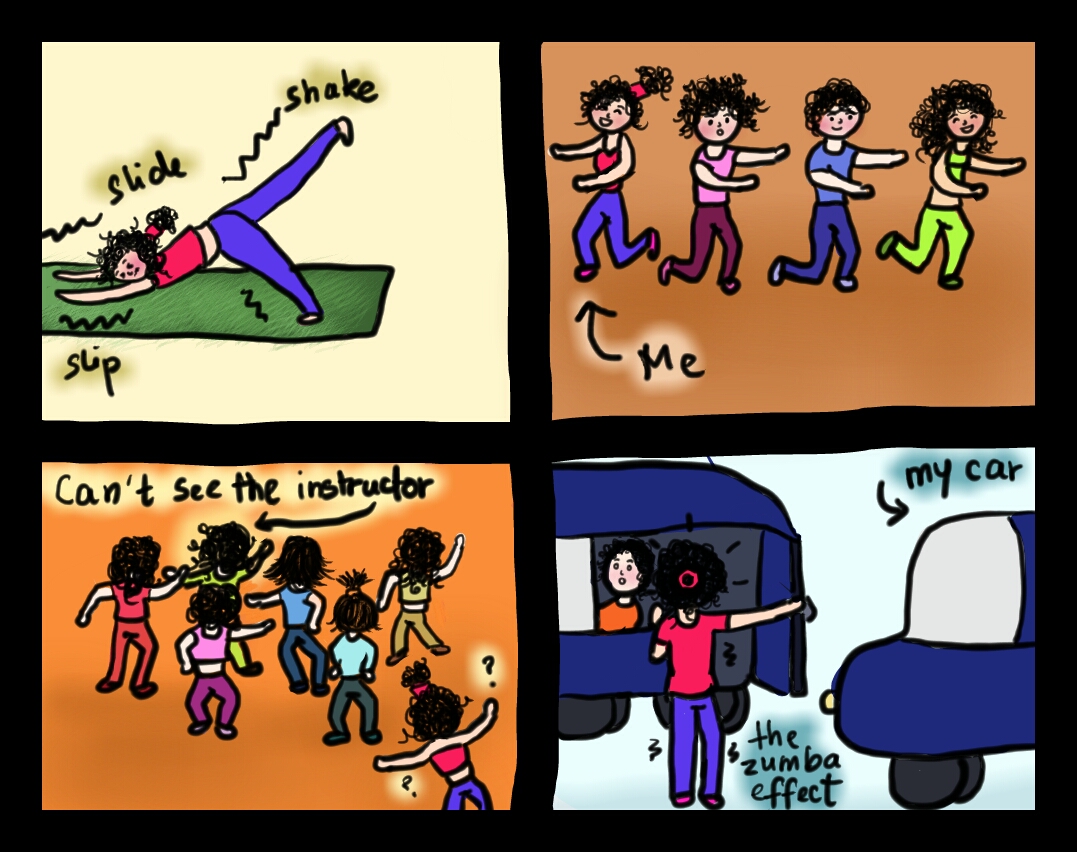 shake
slide
slip
Me
Can't see the instructor
?
?
my car
the
zumba
effect